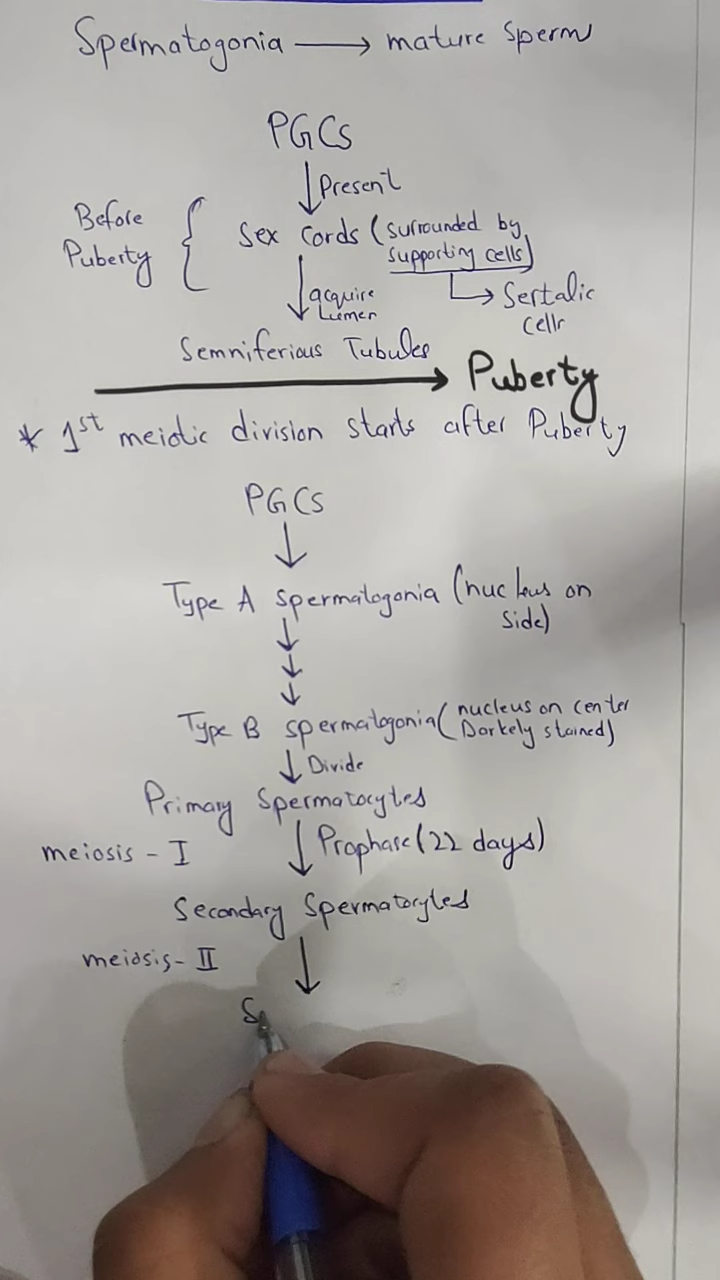 Spermatogonia → mature Sperm
PGCs
↓ Present
Before
Puberty { Sex Cords (surrounded by
supporting cells)
↓ acquire
Lumen
↳ Sertalic
cells
Semniferious Tubules
→ Puberty
* 1st meiotic division starts after Puberty
PGCs
↓
Type A spermatogonia (nucleus on
side)
↓
↓
↓
Type B spermatogonia (nucleus on center
Darkely stained)
↓ Divide
Primary Spermatocytes
meiosis - I ↓ Prophase (22 days)
Secondary Spermatocytes
meiosis - II ↓
S